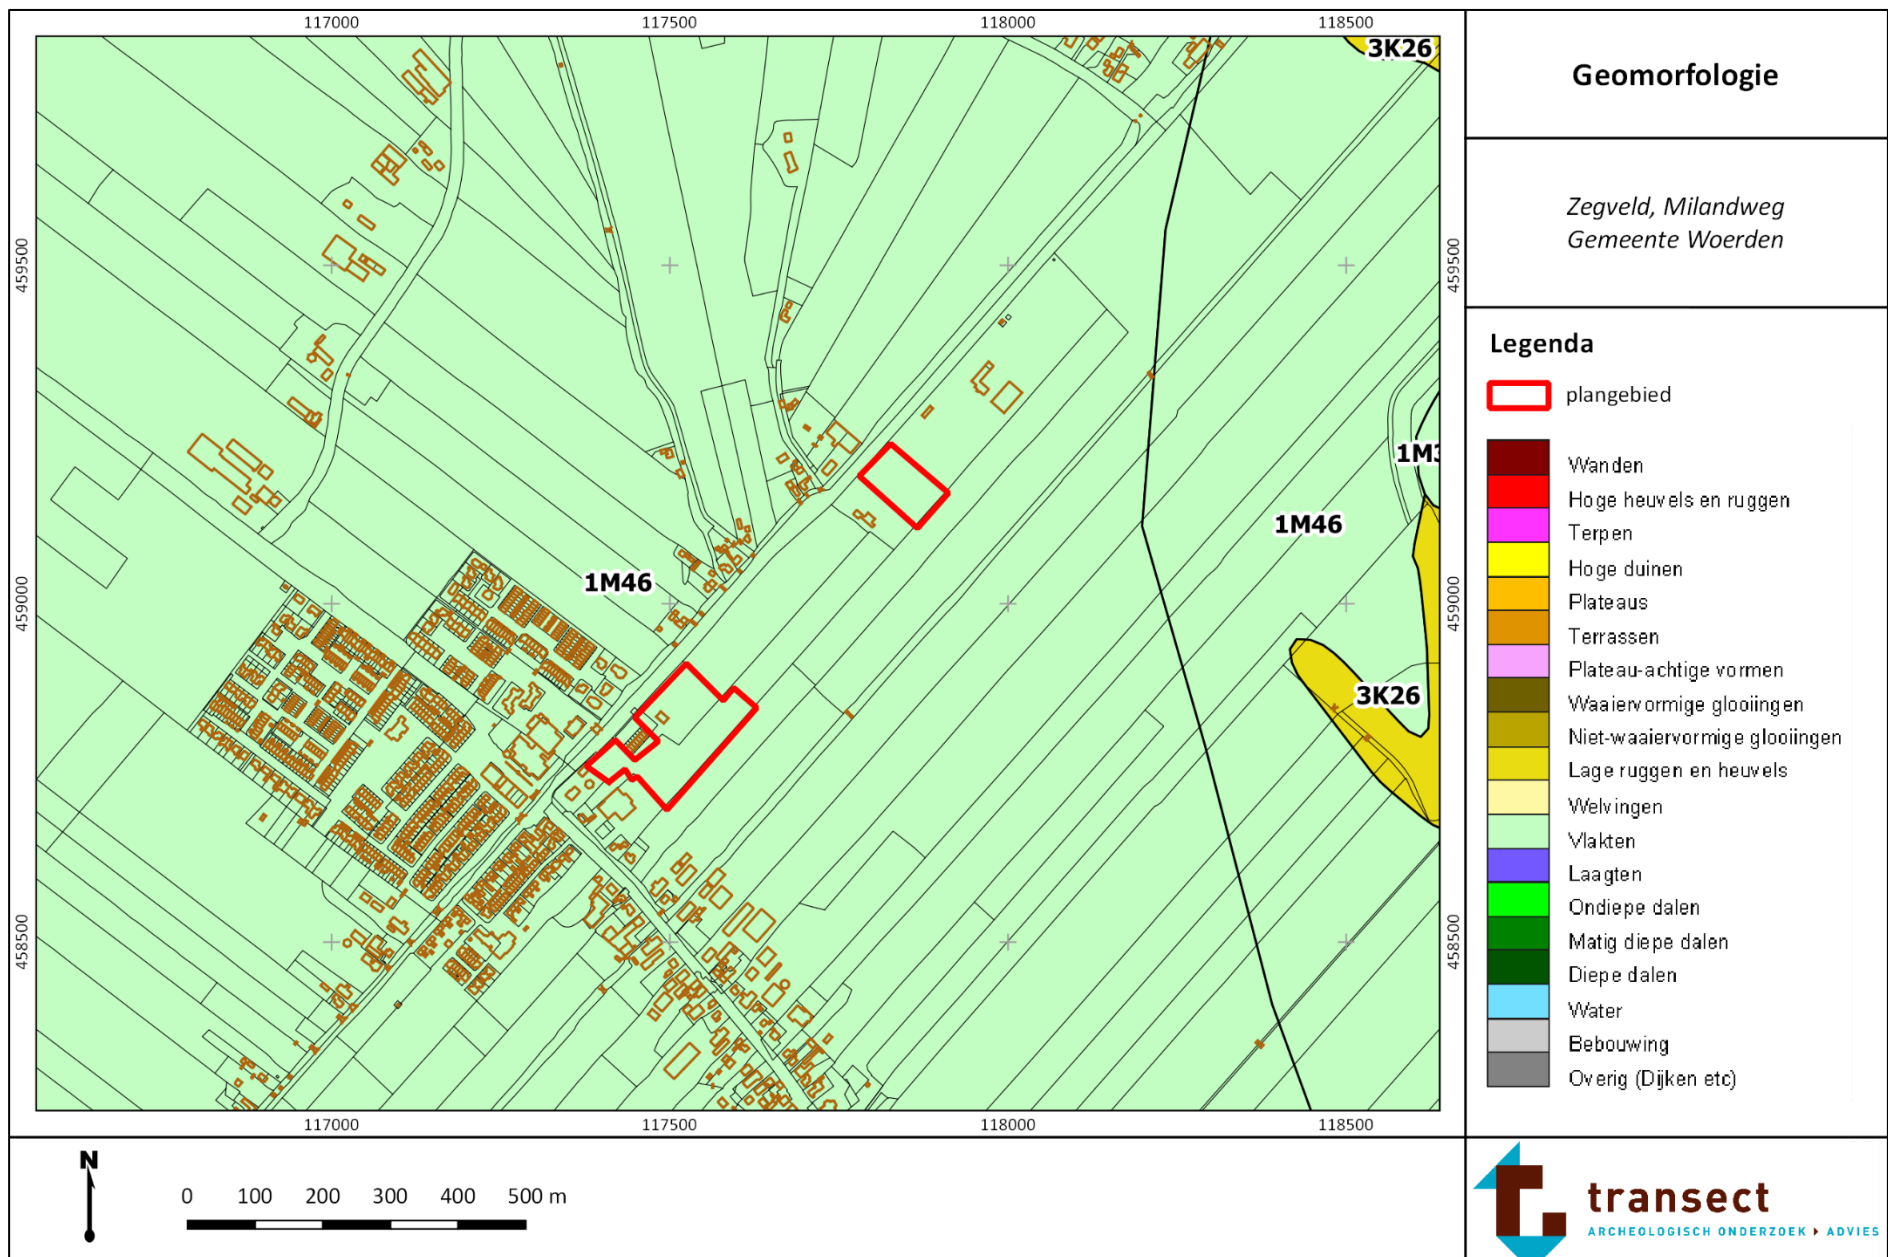 117000 117500 118000 118500
3K26
459500 459500
1M3
1M46
1M46
459000 459000
3K26
458500 458500
117000 117500 118000 118500
N
0 100 200 300 400 500 m
Geomorfologie
Zegveld, Milandweg
Gemeente Woerden
Legenda
plangebied
Wanden
Hoge heuvels en ruggen
Terpen
Hoge duinen
Plateaus
Terrassen
Plateau-achtige vormen
Waaiervormige glooiingen
Niet-waaiervormige glooiingen
Lage ruggen en heuvels
Welvingen
Vlakten
Laagten
Ondiepe dalen
Matig diepe dalen
Diepe dalen
Water
Bebouwing
Overig (Dijken etc)
transect
ARCHEOLOGISCH ONDERZOEK ▸ ADVIES